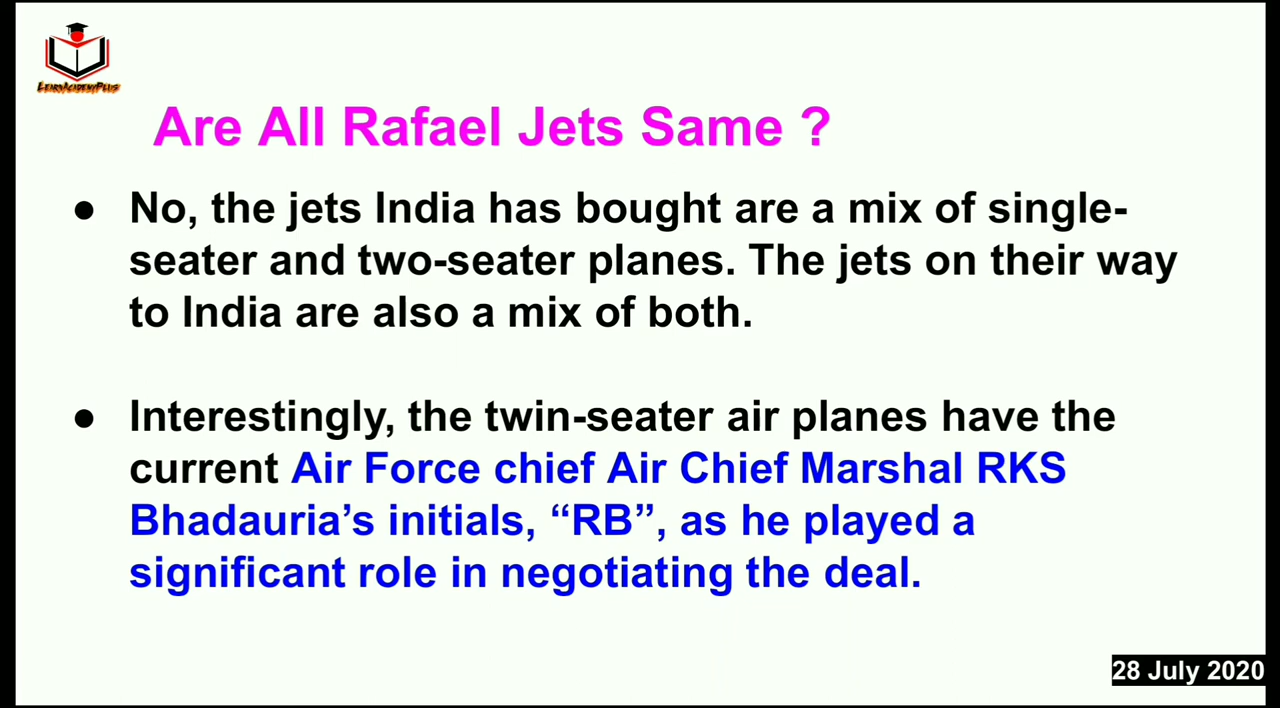 LearnAcademyPlus
Are All Rafael Jets Same ?
● No, the jets India has bought are a mix of single-
seater and two-seater planes. The jets on their way
to India are also a mix of both.
● Interestingly, the twin-seater air planes have the
current Air Force chief Air Chief Marshal RKS
Bhadauria’s initials, “RB”, as he played a
significant role in negotiating the deal.
28 July 2020